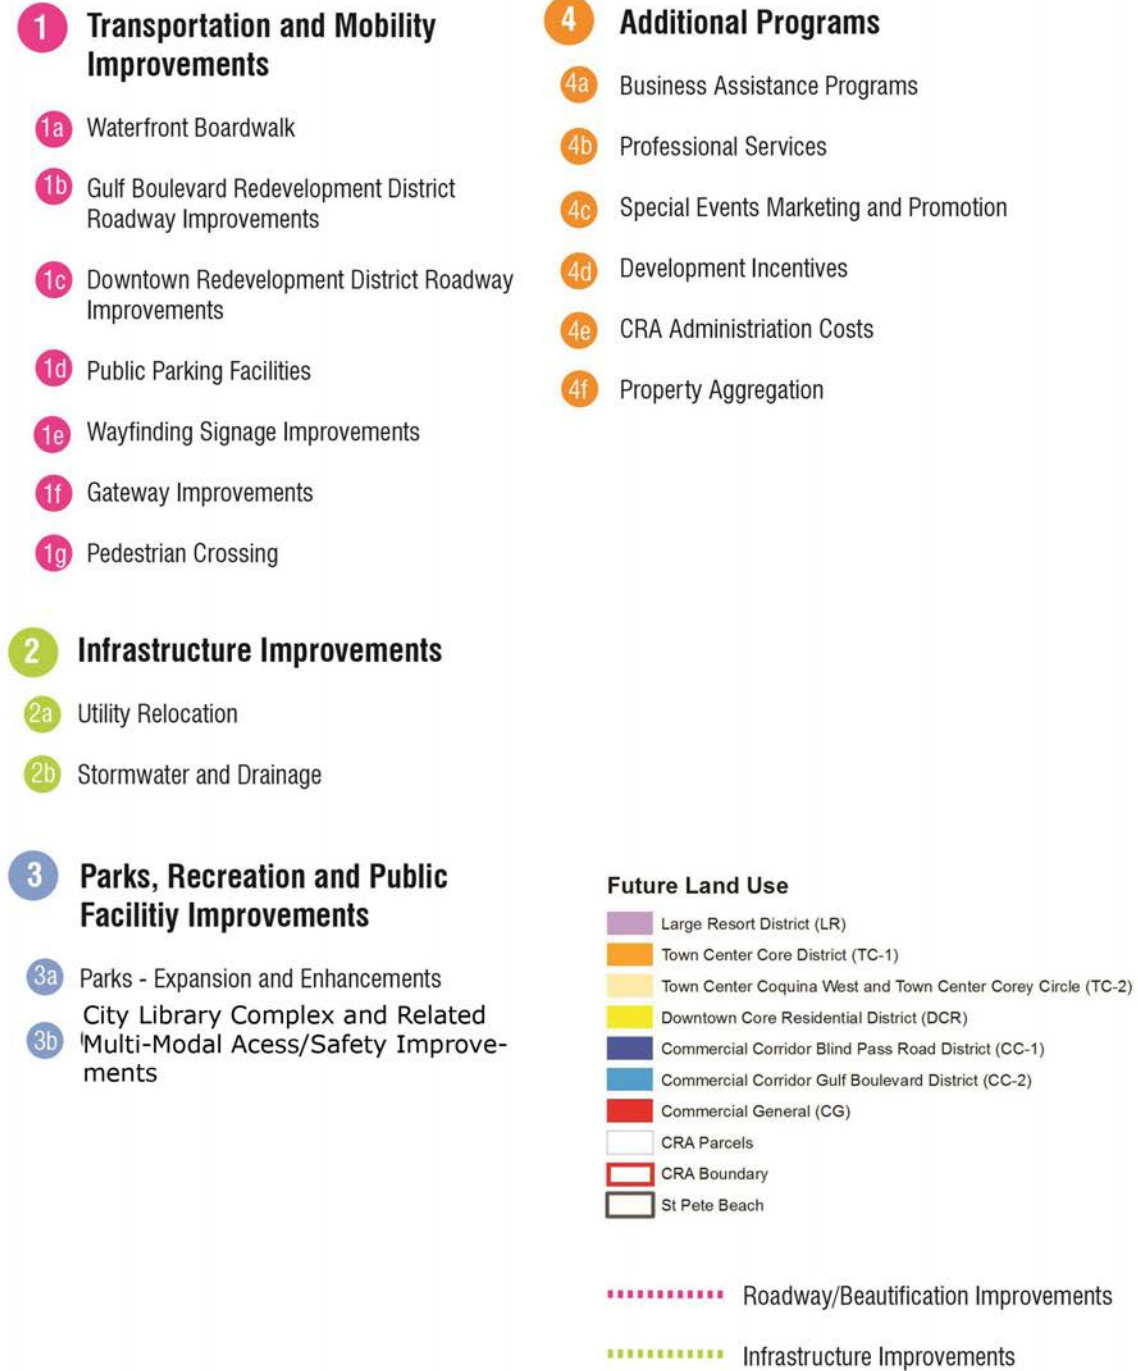 1 Transportation and Mobility
Improvements
1a Waterfront Boardwalk
1b Gulf Boulevard Redevelopment District
Roadway Improvements
1c Downtown Redevelopment District Roadway
Improvements
1d Public Parking Facilities
1e Wayfinding Signage Improvements
1f Gateway Improvements
1g Pedestrian Crossing
2 Infrastructure Improvements
2a Utility Relocation
2b Stormwater and Drainage
3 Parks, Recreation and Public
Facilitiy Improvements
3a Parks - Expansion and Enhancements
City Library Complex and Related
3b Multi-Modal Acess/Safety Improve-
ments
4 Additional Programs
4a Business Assistance Programs
4b Professional Services
4c Special Events Marketing and Promotion
4d Development Incentives
4e CRA Administriation Costs
4f Property Aggregation
Future Land Use
Large Resort District (LR)
Town Center Core District (TC-1)
Town Center Coquina West and Town Center Corey Circle (TC-2)
Downtown Core Residential District (DCR)
Commercial Corridor Blind Pass Road District (CC-1)
Commercial Corridor Gulf Boulevard District (CC-2)
Commercial General (CG)
CRA Parcels
CRA Boundary
St Pete Beach
Roadway/Beautification Improvements
Infrastructure Improvements